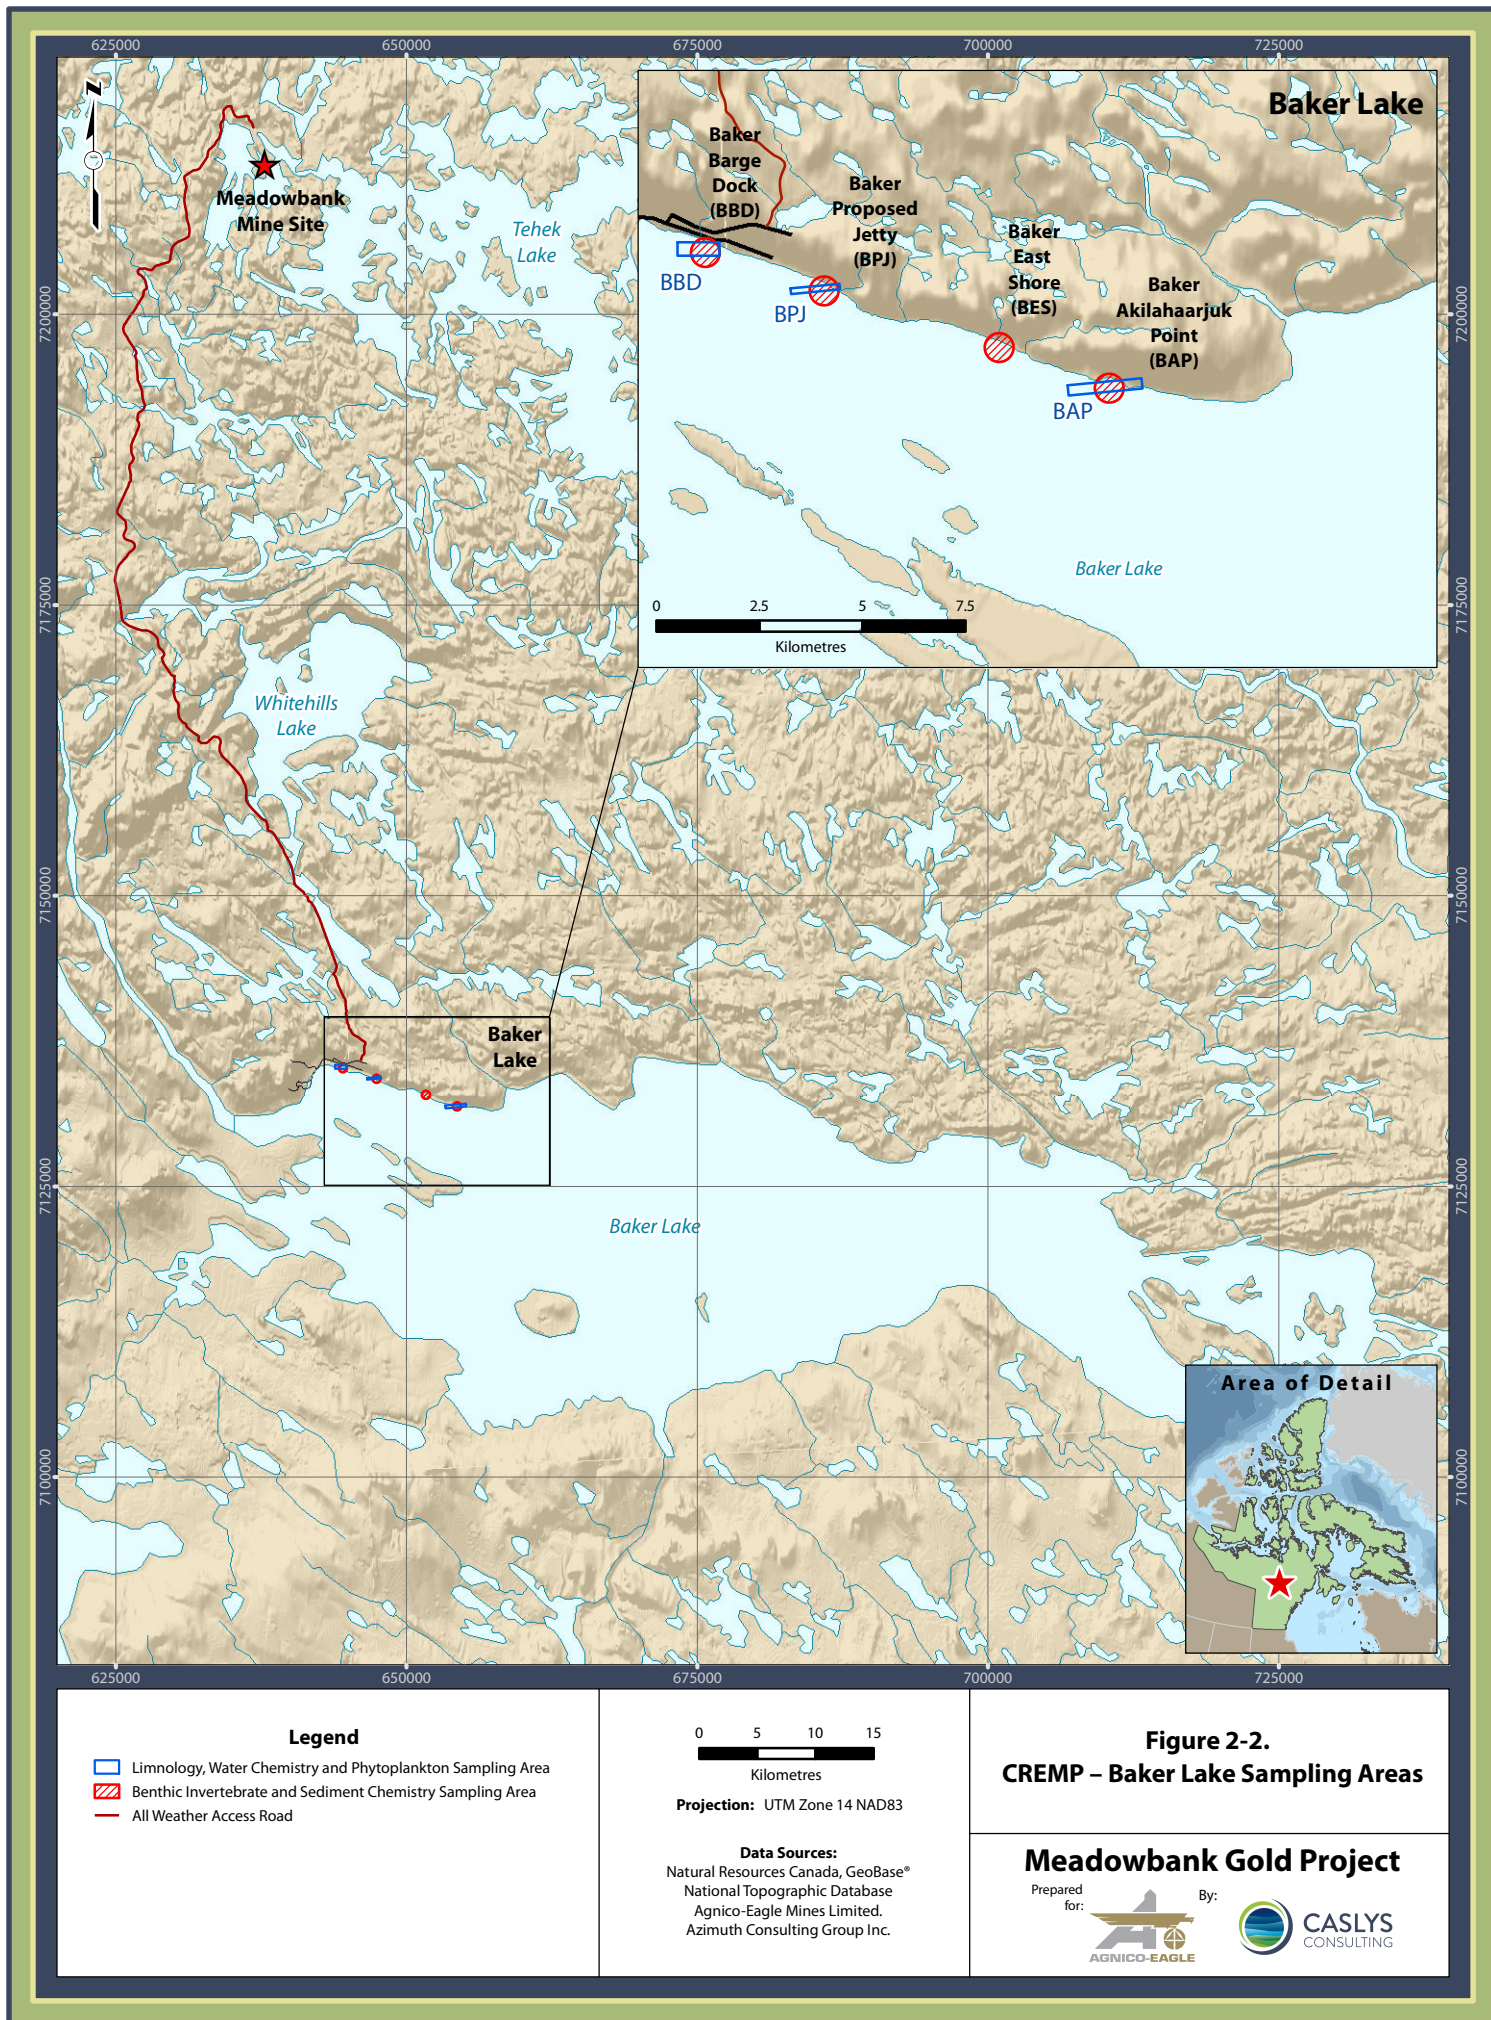 625000
650000
675000
700000
725000
N
Meadowbank
Mine Site
Tehek
Lake
Baker Lake
Baker
Barge
Dock
(BBD)
Baker
Proposed
Jetty
(BPJ)
Baker
East
Shore
(BES)
Baker
Akilahaarjuk
Point
(BAP)
BBD
BPJ
BAP
Baker Lake
0 2.5 5 7.5
Kilometres
7200000
7200000
7175000
7175000
Whitehills
Lake
7150000
7150000
Baker
Lake
7125000
7125000
Baker Lake
Area of Detail
7100000
7100000
625000
650000
675000
700000
725000
Legend
Limnology, Water Chemistry and Phytoplankton Sampling Area
Benthic Invertebrate and Sediment Chemistry Sampling Area
All Weather Access Road
0 5 10 15
Kilometres
Projection: UTM Zone 14 NAD83
Data Sources:
Natural Resources Canada, GeoBase®
National Topographic Database
Agnico-Eagle Mines Limited.
Azimuth Consulting Group Inc.
Figure 2-2.
CREMP – Baker Lake Sampling Areas
Meadowbank Gold Project
Prepared
for:
AGNICO-EAGLE
By:
CASLYS
CONSULTING